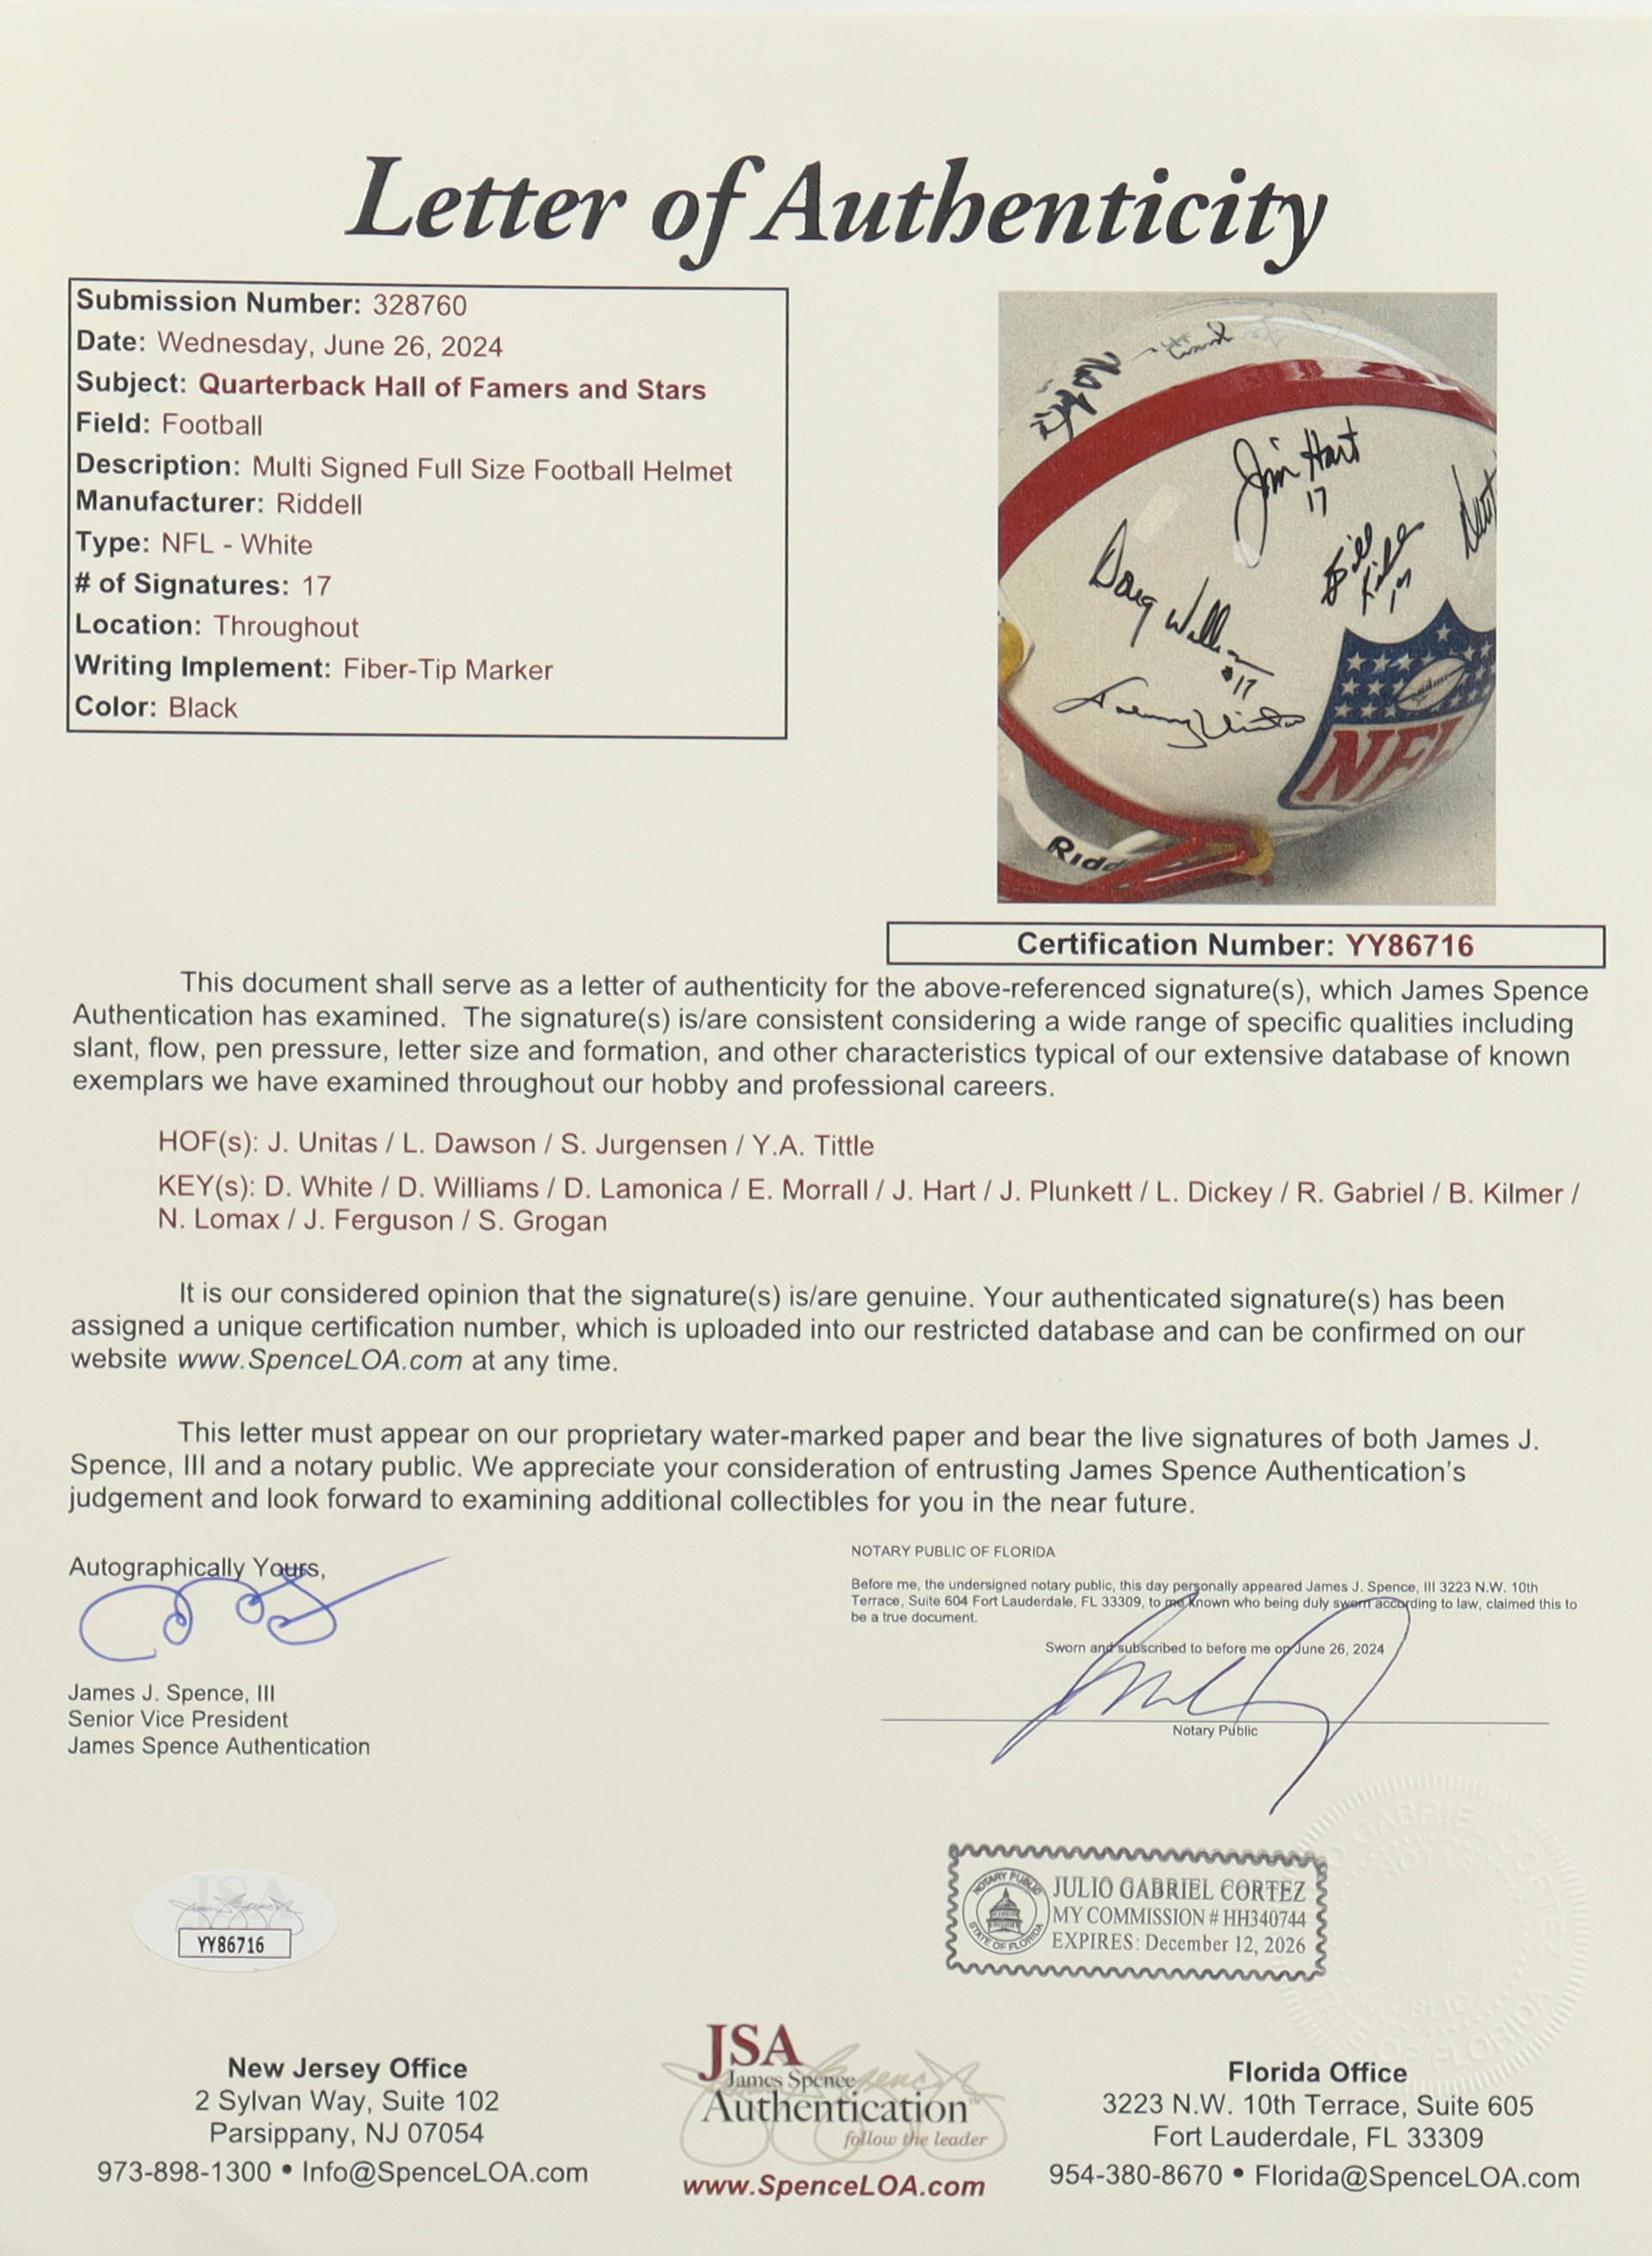 Letter of Authenticity
Submission Number: 328760
Date: Wednesday, June 26, 2024
Subject: Quarterback Hall of Famers and Stars
Field: Football
Description: Multi Signed Full Size Football Helmet
Manufacturer: Riddell
Type: NFL - White
# of Signatures: 17
Location: Throughout
Writing Implement: Fiber-Tip Marker
Color: Black
Jim Hart
17
Bill Kilmer
17
Doug Williams
#17
Johnny Unitas
NFL
Ridd
Certification Number: YY86716
This document shall serve as a letter of authenticity for the above-referenced signature(s), which James Spence
Authentication has examined. The signature(s) is/are consistent considering a wide range of specific qualities including
slant, flow, pen pressure, letter size and formation, and other characteristics typical of our extensive database of known
exemplars we have examined throughout our hobby and professional careers.
HOF(s): J. Unitas / L. Dawson / S. Jurgensen / Y.A. Tittle
KEY(s): D. White / D. Williams / D. Lamonica / E. Morrall / J. Hart / J. Plunkett / L. Dickey / R. Gabriel / B. Kilmer /
N. Lomax / J. Ferguson / S. Grogan
It is our considered opinion that the signature(s) is/are genuine. Your authenticated signature(s) has been
assigned a unique certification number, which is uploaded into our restricted database and can be confirmed on our
website www.SpenceLOA.com at any time.
This letter must appear on our proprietary water-marked paper and bear the live signatures of both James J.
Spence, III and a notary public. We appreciate your consideration of entrusting James Spence Authentication's
judgement and look forward to examining additional collectibles for you in the near future.
Autographically Yours,
James J. Spence, III
Senior Vice President
James Spence Authentication
NOTARY PUBLIC OF FLORIDA
Before me, the undersigned notary public, this day personally appeared James J. Spence, III 3223 N.W. 10th
Terrace, Suite 604 Fort Lauderdale, FL 33309, to me known who being duly sworn according to law, claimed this to
be a true document.
Sworn and subscribed to before me on June 26, 2024
Notary Public
JSA
YY86716
NOTARY PUBLIC
STATE OF FLORIDA
JULIO GABRIEL CORTEZ
MY COMMISSION # HH340744
EXPIRES: December 12, 2026
New Jersey Office
2 Sylvan Way, Suite 102
Parsippany, NJ 07054
973-898-1300 • Info@SpenceLOA.com
JSA
James Spence
Authentication
follow the leader
www.SpenceLOA.com
Florida Office
3223 N.W. 10th Terrace, Suite 605
Fort Lauderdale, FL 33309
954-380-8670 • Florida@SpenceLOA.com